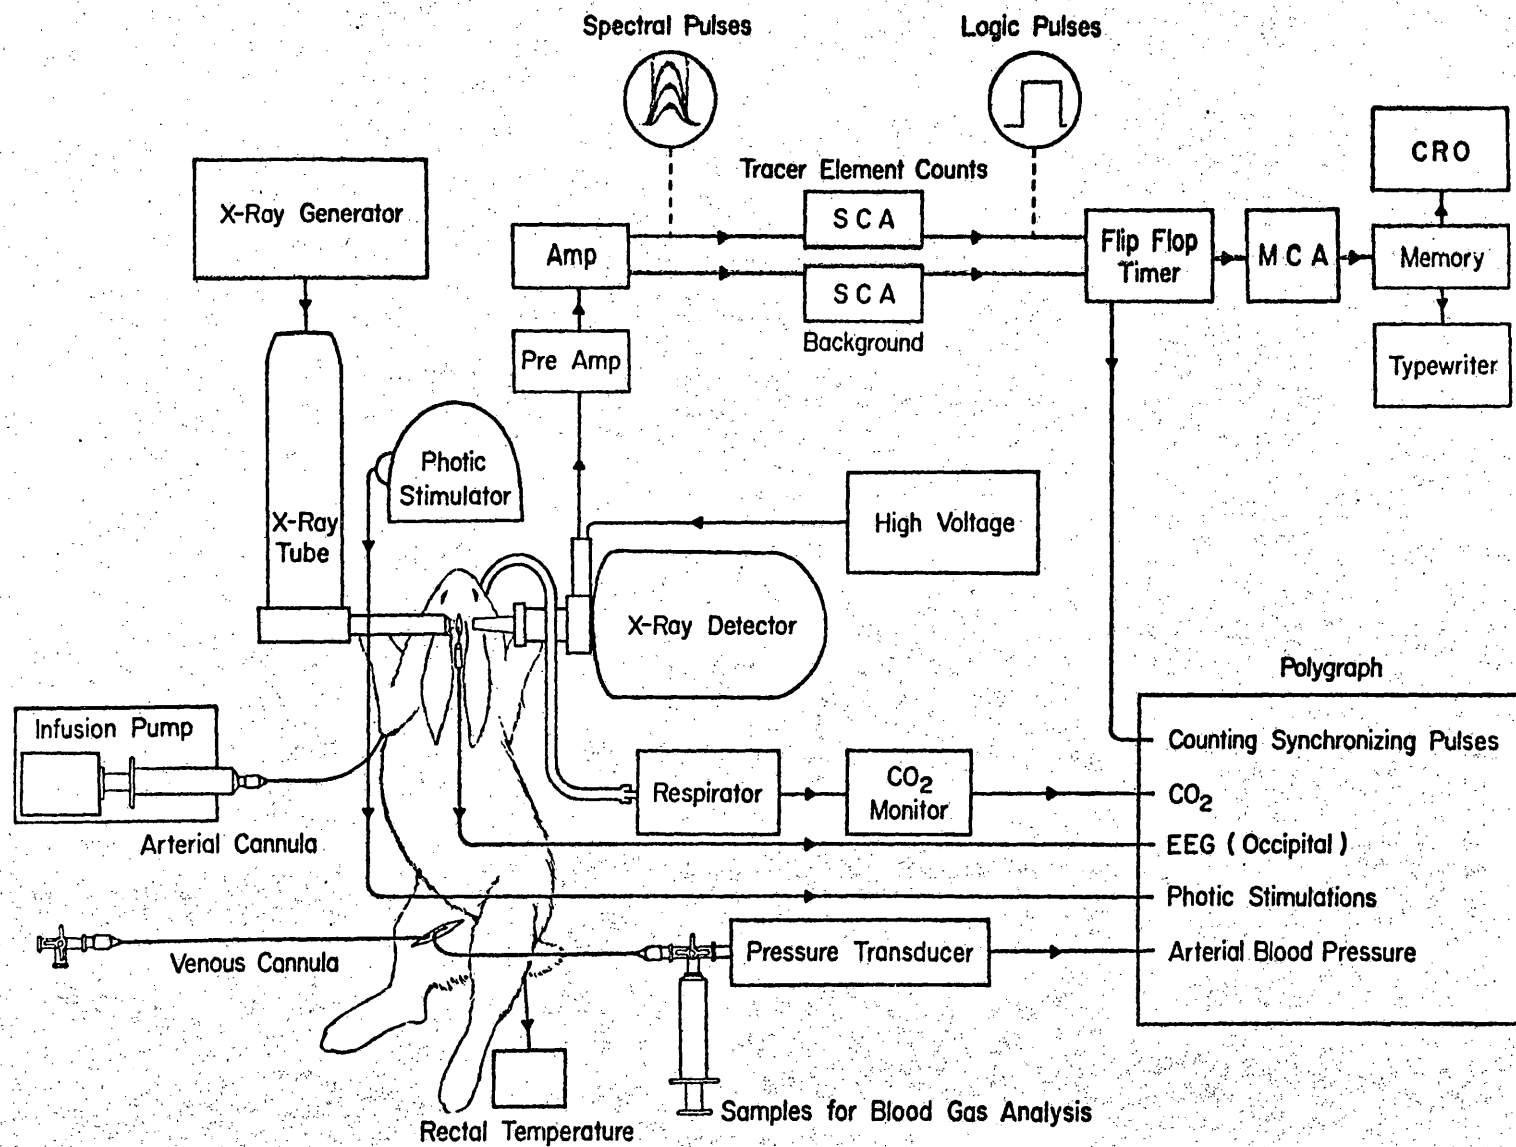 Spectral Pulses
Logic Pulses
X-Ray Generator
Tracer Element Counts
SCA
CRO
Amp
Flip Flop
Timer
MCA
Memory
SCA
Background
Pre Amp
Typewriter
Photic
Stimulator
X-Ray
Tube
High Voltage
X-Ray Detector
Polygraph
Infusion Pump
Counting Synchronizing Pulses
Respirator
CO2
Monitor
CO2
Arterial Cannula
EEG (Occipital)
Photic Stimulations
Venous Cannula
Pressure Transducer
Arterial Blood Pressure
Samples for Blood Gas Analysis
Rectal Temperature